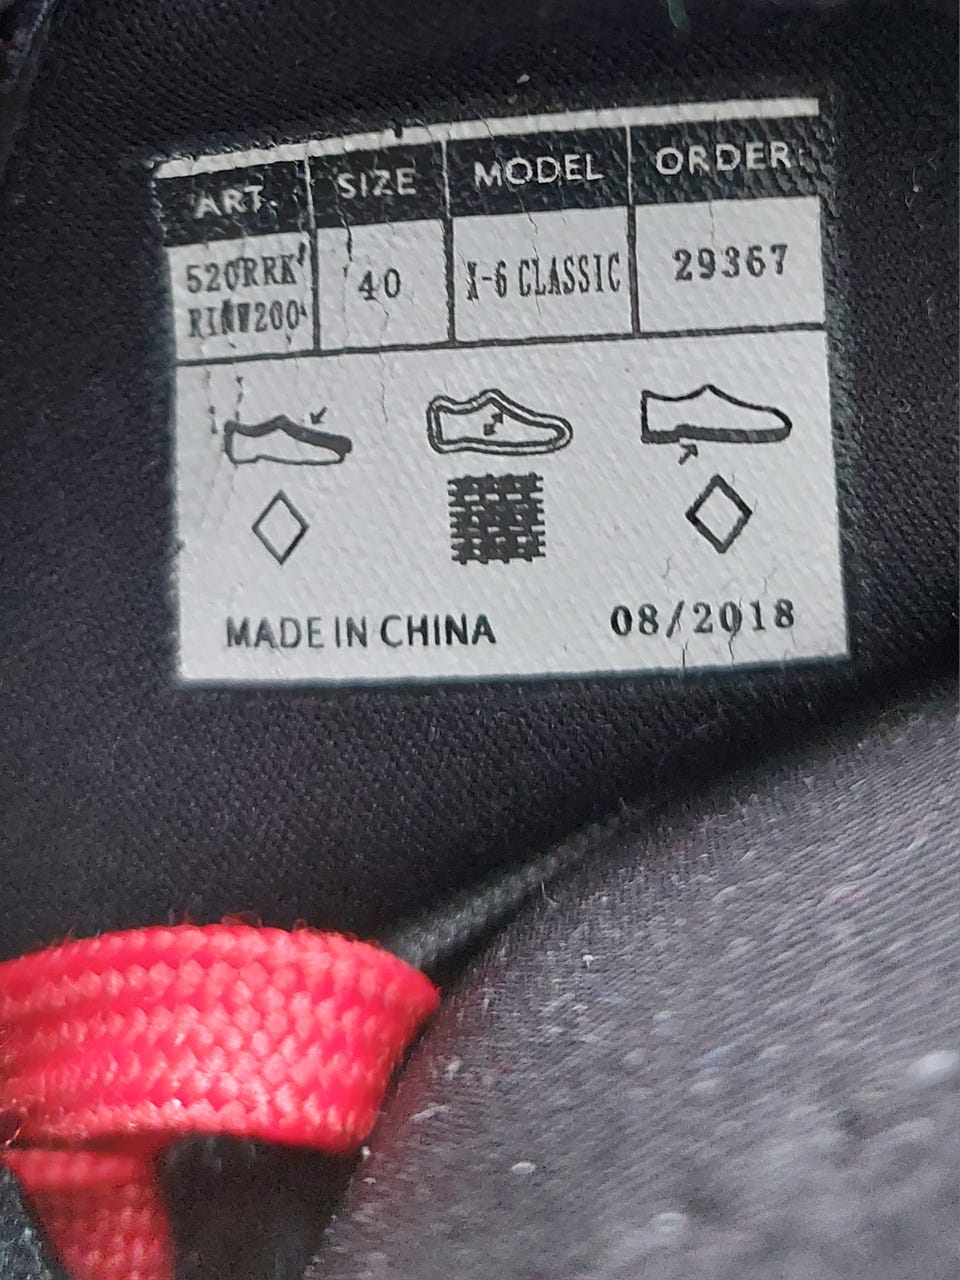 ART. SIZE MODEL ORDER
40 X-6 CLASSIC 29367
MADE IN CHINA 08/2018